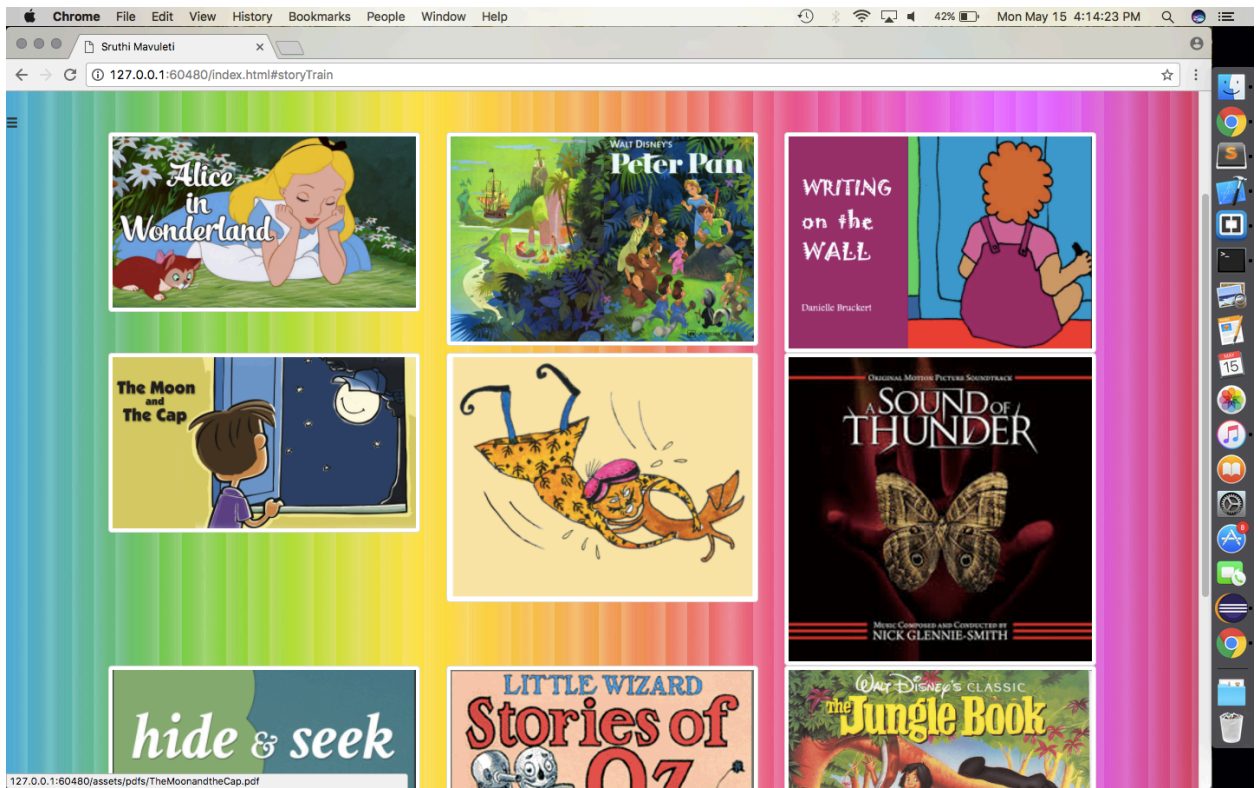 Chrome File Edit View History Bookmarks People Window Help 42% Mon May 15 4:14:23 PM
Sruthi Mavuleti
127.0.0.1:60480/index.html#storyTrain
Alice
in
Wonderland
WALT DISNEY'S
Peter Pan
WRITING
on the
WALL
Danielle Bruckert
The Moon
and
The Cap
ORIGINAL MOTION PICTURE SOUNDTRACK
A SOUND OF
THUNDER
MUSIC COMPOSED AND CONDUCTED BY
NICK GLENNIE-SMITH
hide & seek
LITTLE WIZARD
Stories of
Oz
WALT DISNEY'S CLASSIC
The Jungle Book
127.0.0.1:60480/assets/pdfs/TheMoonandtheCap.pdf
MAY
15
8